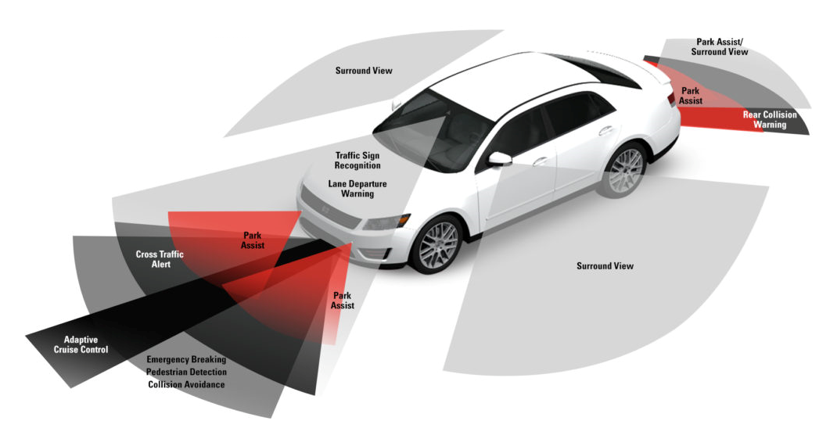 Park Assist/
Surround View
Surround View
Park
Assist
Rear Collision
Warning
Traffic Sign
Recognition
Lane Departure
Warning
Park
Assist
Cross Traffic
Alert
Surround View
Park
Assist
Adaptive
Cruise Control
Emergency Breaking
Pedestrian Detection
Collision Avoidance